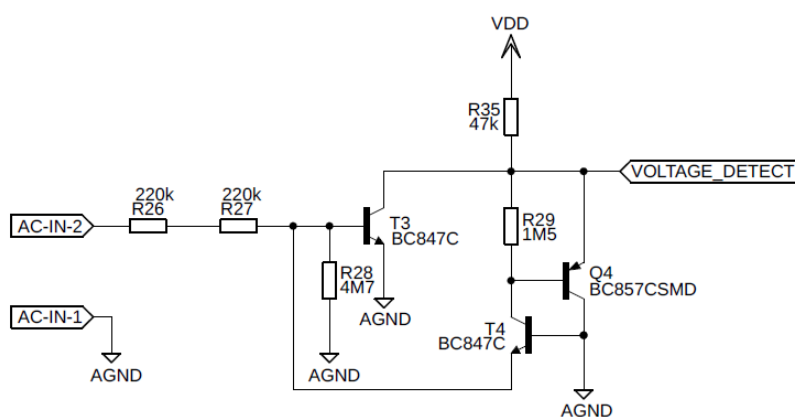 VDD
R35
47k
VOLTAGE_DETECT
220k
R26
220k
R27
AC-IN-2
T3
BC847C
R29
1M5
R28
4M7
Q4
BC857CSMD
AC-IN-1
AGND
T4
BC847C
AGND
AGND
AGND